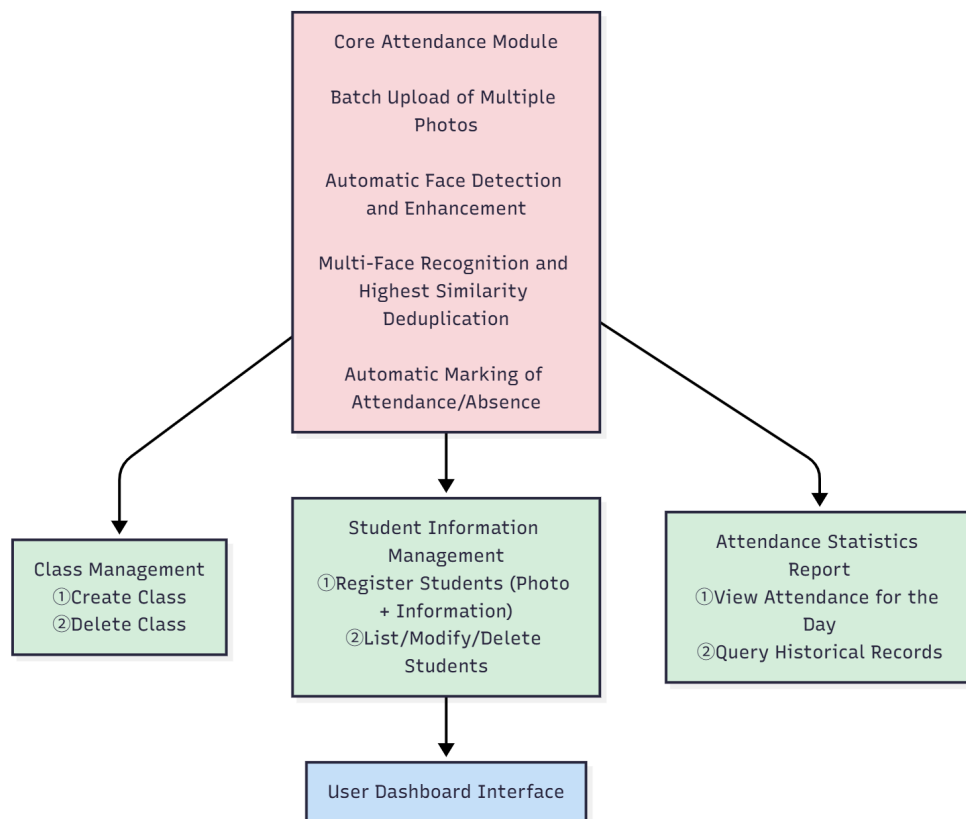 Core Attendance Module
Batch Upload of Multiple
Photos
Automatic Face Detection
and Enhancement
Multi-Face Recognition and
Highest Similarity
Deduplication
Automatic Marking of
Attendance/Absence
Class Management
①Create Class
②Delete Class
Student Information
Management
①Register Students (Photo
+ Information)
②List/Modify/Delete
Students
Attendance Statistics
Report
①View Attendance for the
Day
②Query Historical Records
User Dashboard Interface